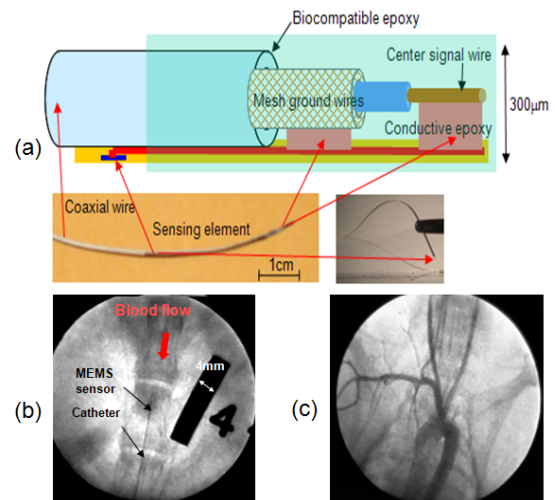 Biocompatible epoxy
Center signal wire
Mesh ground wires
300μm
Conductive epoxy
(a)
Coaxial wire
Sensing element
1cm
Blood flow
MEMS
sensor
4mm
Catheter
(b)
4
(c)